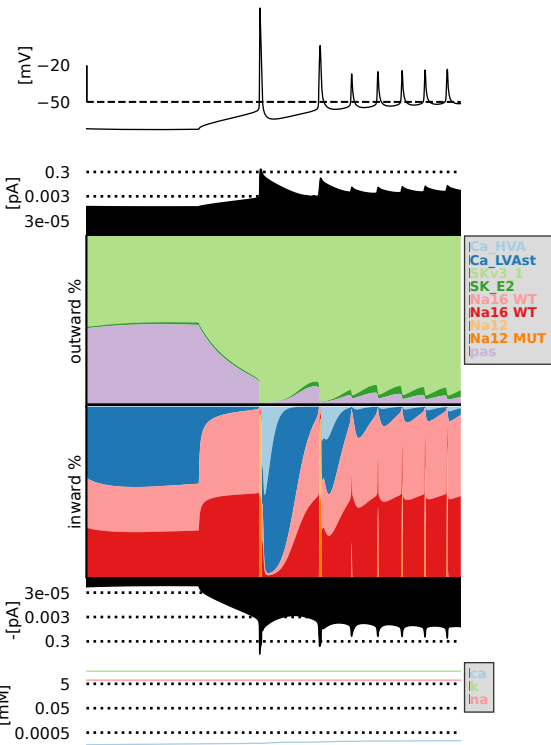 [mV]
−20
−50
[pA]
0.3
0.003
3e-05
outward %
Ca_HVA
Ca_LVAst
SKv3_1
SK_E2
Na16 WT
Na16 WT
Na12
Na12 MUT
pas
inward %
-[pA]
3e-05
0.003
0.3
[mM]
5
0.05
0.0005
ca
k
na